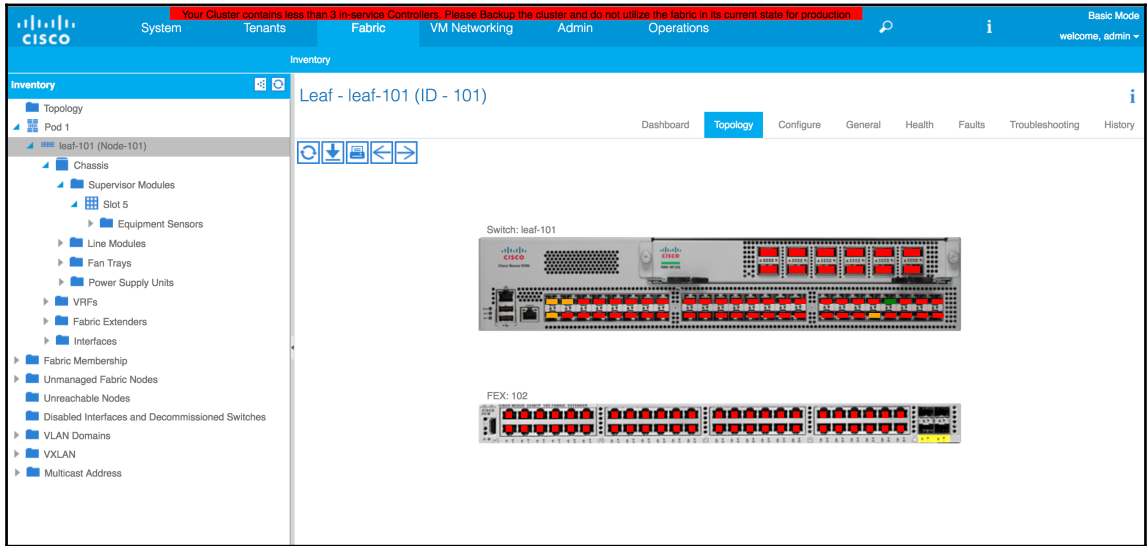 Your Cluster contains less than 3 in-service Controllers. Please Backup the cluster and do not utilize the fabric in its current state for production
CISCO
System Tenants Fabric VM Networking Admin Operations
i
Basic Mode
welcome, admin
Inventory
Inventory
Topology
Pod 1
leaf-101 (Node-101)
Chassis
Supervisor Modules
Slot 5
Equipment Sensors
Line Modules
Fan Trays
Power Supply Units
VRFs
Fabric Extenders
Interfaces
Fabric Membership
Unmanaged Fabric Nodes
Unreachable Nodes
Disabled Interfaces and Decommissioned Switches
VLAN Domains
VXLAN
Multicast Address
Leaf - leaf-101 (ID - 101)
i
Dashboard Topology Configure General Health Faults Troubleshooting History
Switch: leaf-101
CISCO
CISCO
FEX: 102